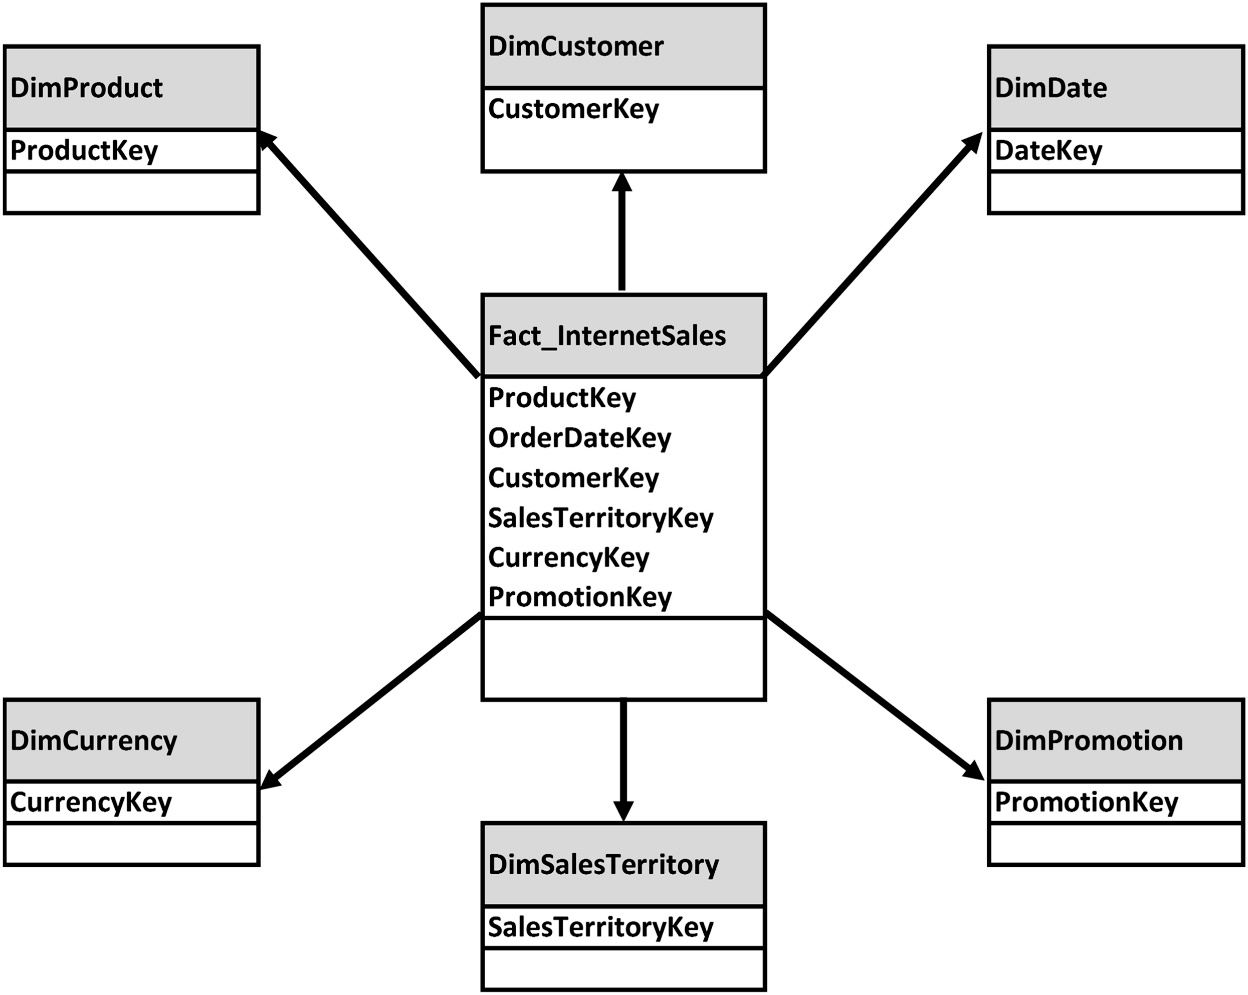 DimProduct
ProductKey
DimCustomer
CustomerKey
DimDate
DateKey
Fact_InternetSales
ProductKey
OrderDateKey
CustomerKey
SalesTerritoryKey
CurrencyKey
PromotionKey
DimCurrency
CurrencyKey
DimSalesTerritory
SalesTerritoryKey
DimPromotion
PromotionKey